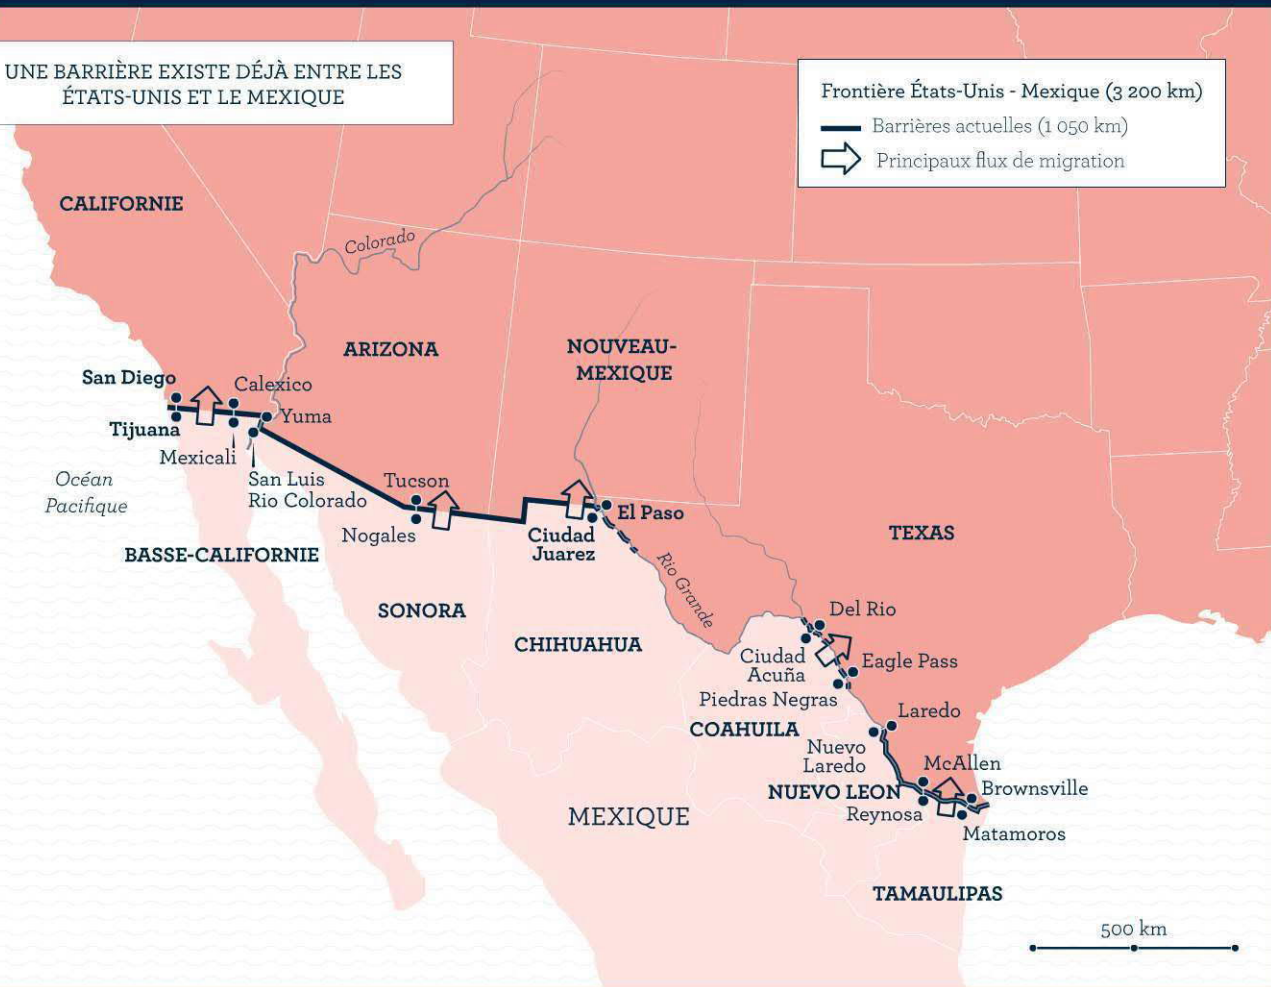 UNE BARRIÈRE EXISTE DÉJÀ ENTRE LES
ÉTATS-UNIS ET LE MEXIQUE
Frontière États-Unis - Mexique (3 200 km)
Barrières actuelles (1 050 km)
Principaux flux de migration
CALIFORNIE
Colorado
ARIZONA
NOUVEAU-
MEXIQUE
San Diego
Calexico
Yuma
Tijuana
Mexicali
Océan
Pacifique
San Luis
Rio Colorado
Tucson
Nogales
El Paso
Ciudad
Juarez
TEXAS
BASSE-CALIFORNIE
Rio Grande
SONORA
CHIHUAHUA
Del Rio
Ciudad
Acuña
Eagle Pass
Piedras Negras
COAHUILA
Laredo
Nuevo
Laredo
McAllen
NUEVO LEON
Brownsville
Reynosa
MEXIQUE
Matamoros
TAMAULIPAS
500 km